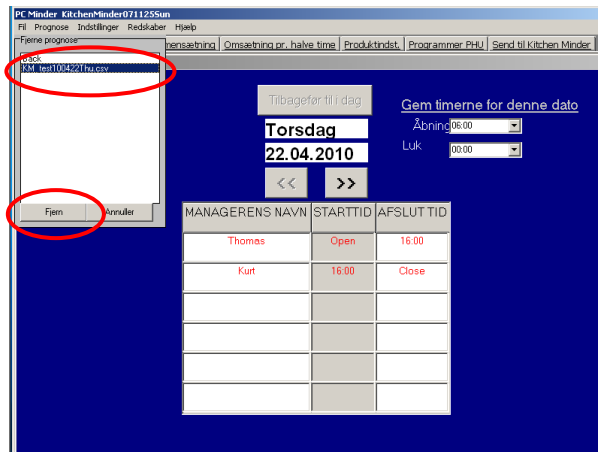 PC Minder KitchenMinder071125Sun
Fil Prognose Indstillinger Redskaber Hjælp
Fjerne prognose
Back
KM_test100422Thu.csv
Fjern Annuller
Omsætning pr. halve time Produktindst. Programmer PHU Send til Kitchen Minder
Tilbagefør til i dag
Torsdag
22.04.2010
<< >>
Gem timerne for denne dato
Åbning 06:00
Luk 00:00
MANAGERENS NAVN STARTTID AFSLUT TID
Thomas Open 16:00
Kurt 16:00 Close